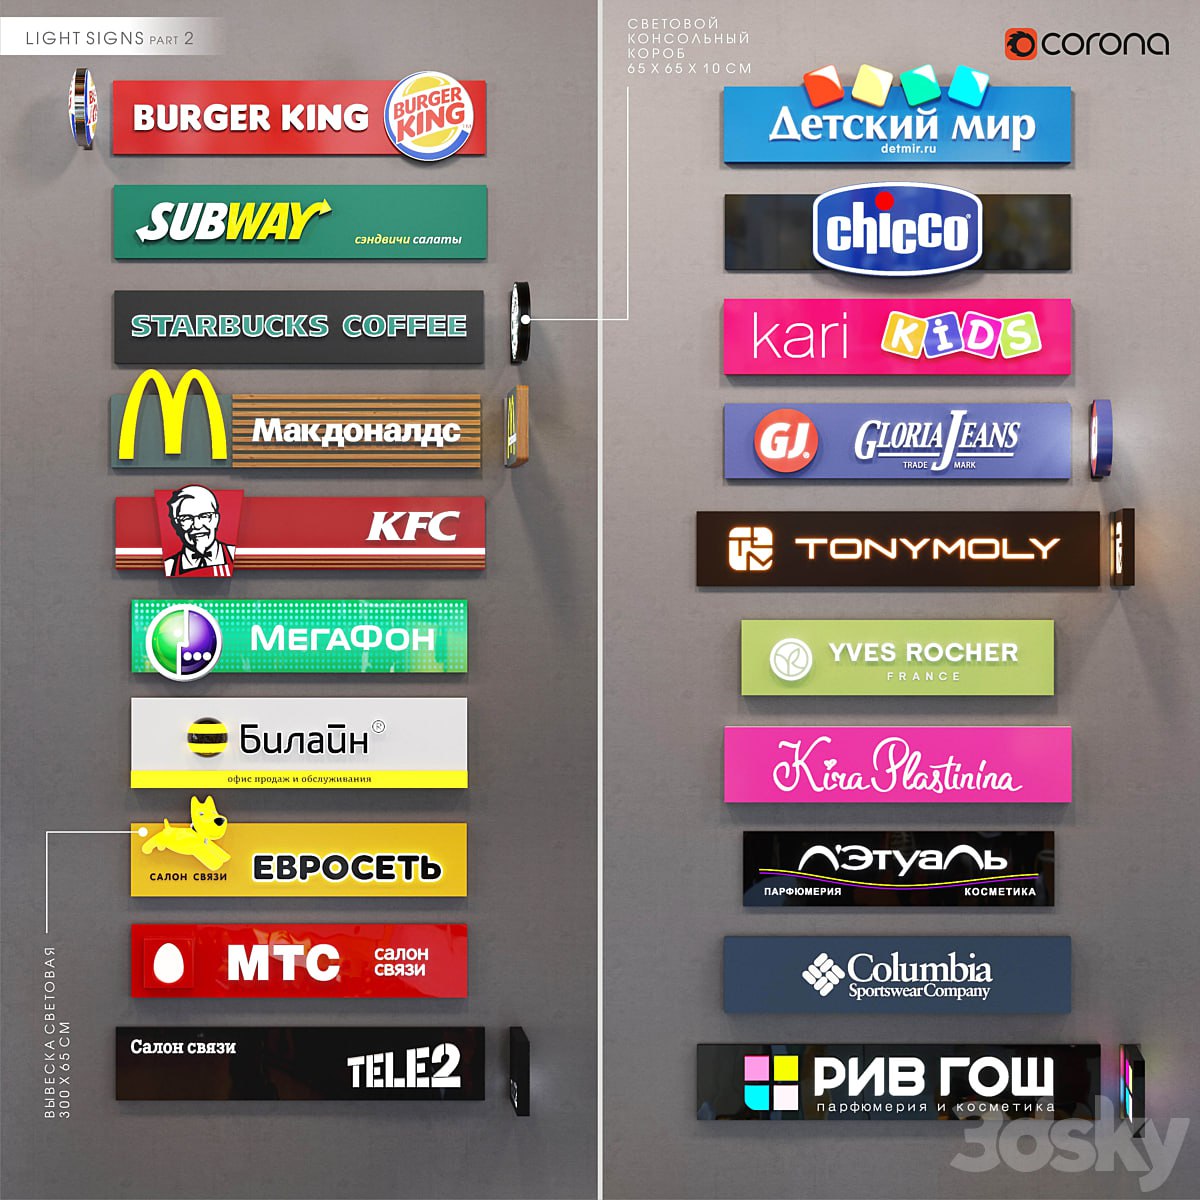 LIGHT SIGNS PART 2
BURGER KING
BURGER
KING
TM
SUBWAY
сэндвичи салаты
STARBUCKS COFFEE
Макдоналдс
KFC
МЕГАФОН
Билайн®
офис продаж и обслуживания
САЛОН СВЯЗИ
ЕВРОСЕТЬ
МТС
САЛОН
СВЯЗИ
Салон связи
TELE2
ВЫВЕСКА СВЕТОВАЯ
300 X 65 СМ
СВЕТОВОЙ
КОНСОЛЬНЫЙ
КОРОБ
65 X 65 X 10 СМ
corona
Детский мир
detmir.ru
chicco®
kari KIDS
GJ.
GLORIA JEANS
TRADE MARK
TONYMOLY
YVES ROCHER
FRANCE
Kira Plastinina
Л'Этуаль
ПАРФЮМЕРИЯ КОСМЕТИКА
Columbia
Sportswear Company
РИВ ГОШ
парфюмерия и косметика
3dsky